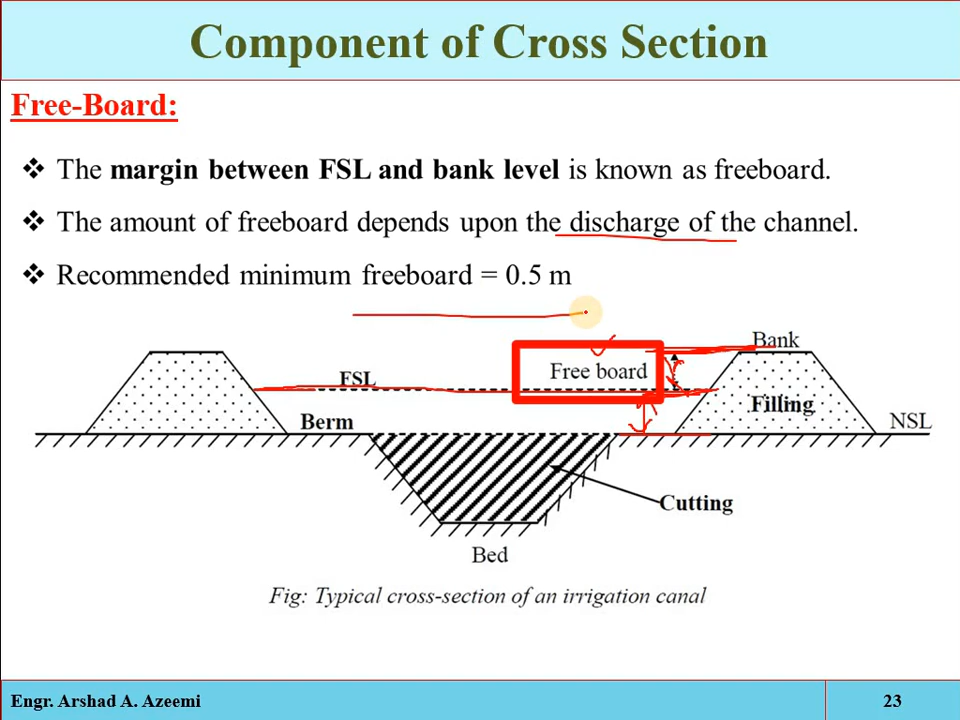 Component of Cross Section
Free-Board:
❖ The margin between FSL and bank level is known as freeboard.
❖ The amount of freeboard depends upon the discharge of the channel.
❖ Recommended minimum freeboard = 0.5 m
Bank
FSL
Free board
Filling
Berm
NSL
Cutting
Bed
Fig: Typical cross-section of an irrigation canal
Engr. Arshad A. Azeemi
23